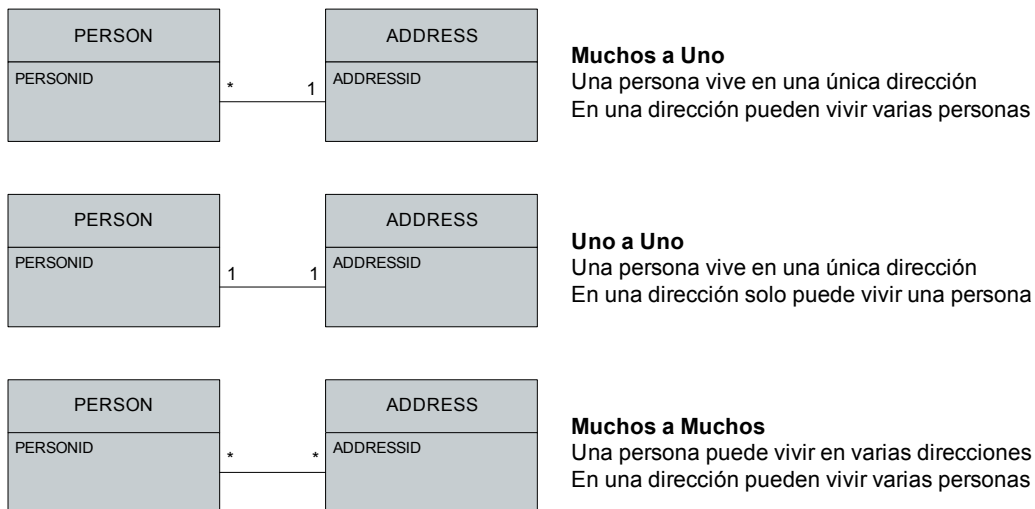 PERSON
PERSONID
*
1
ADDRESS
ADDRESSID
Muchos a Uno
Una persona vive en una única dirección
En una dirección pueden vivir varias personas
PERSON
PERSONID
1
1
ADDRESS
ADDRESSID
Uno a Uno
Una persona vive en una única dirección
En una dirección solo puede vivir una persona
PERSON
PERSONID
*
*
ADDRESS
ADDRESSID
Muchos a Muchos
Una persona puede vivir en varias direcciones
En una dirección pueden vivir varias personas